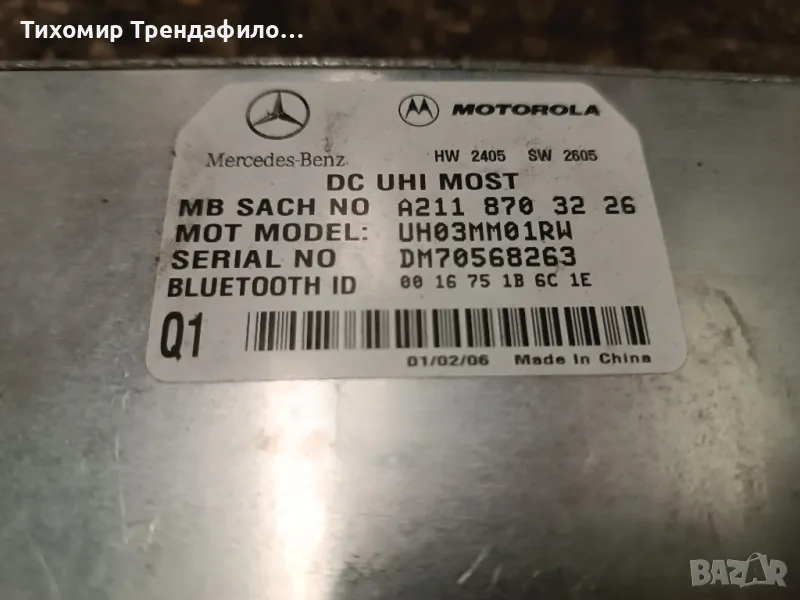 Тихомир Трендафило...
MOTOROLA
Mercedes-Benz
HW 2405 SW 2605
DC UHI MOST
MB SACH NO A211 870 32 26
MOT MODEL: UH03MM01RW
SERIAL NO DM70568263
BLUETOOTH ID 00 16 75 1B 6C 1E
Q1
01/02/06 Made In China
BAZAR